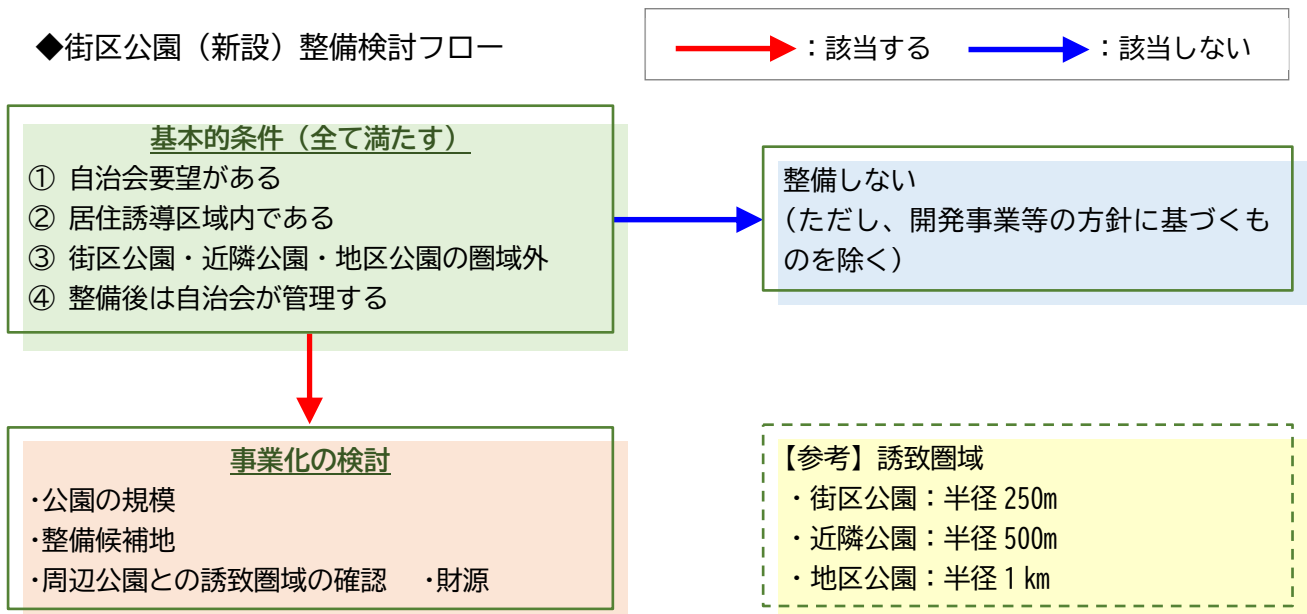 ◆街区公園（新設）整備検討フロー
：該当する
：該当しない
基本的条件（全て満たす）
① 自治会要望がある
② 居住誘導区域内である
③ 街区公園・近隣公園・地区公園の圏域外
④ 整備後は自治会が管理する
整備しない
（ただし、開発事業等の方針に基づくも
のを除く）
事業化の検討
･公園の規模
･整備候補地
･周辺公園との誘致圏域の確認　･財源
【参考】誘致圏域
・街区公園：半径 250m
・近隣公園：半径 500m
・地区公園：半径 1 km